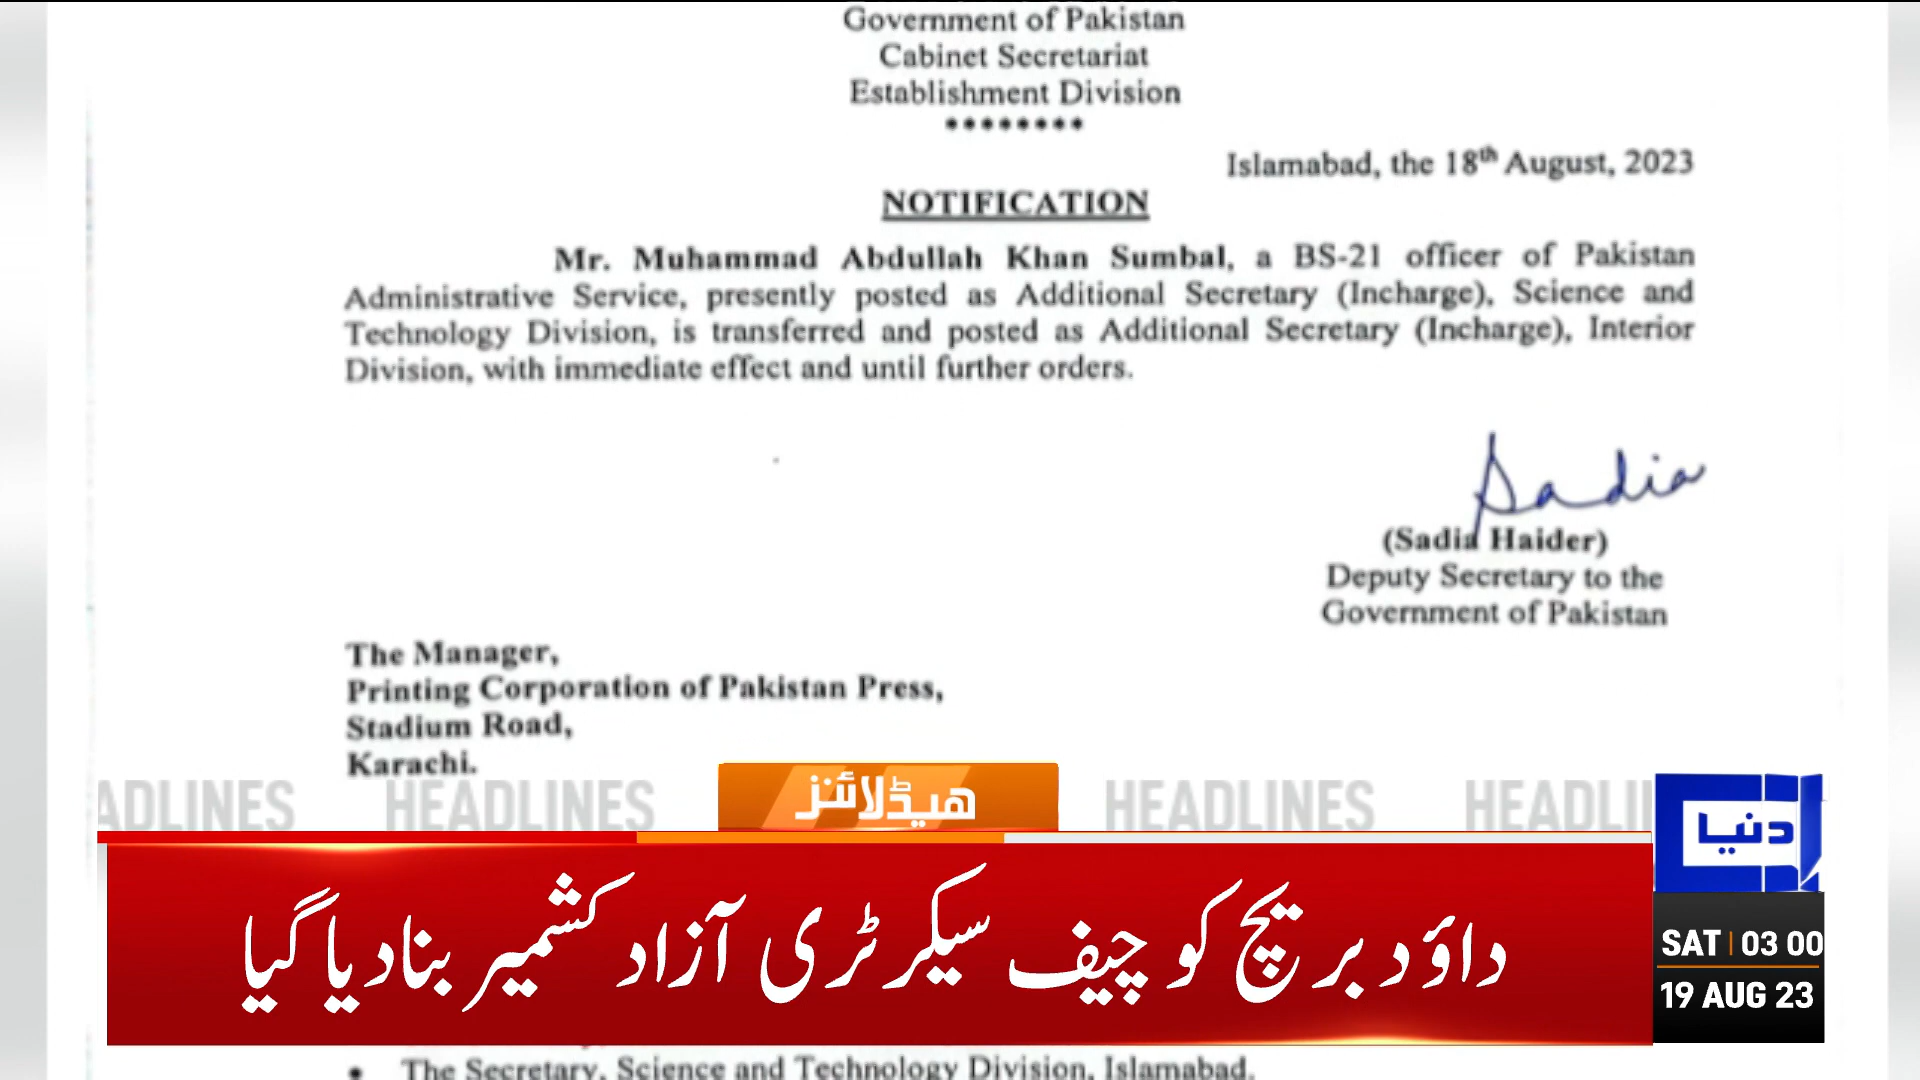 Government of Pakistan
Cabinet Secretariat
Establishment Division
********
Islamabad, the 18th August, 2023
NOTIFICATION
Mr. Muhammad Abdullah Khan Sumbal, a BS-21 officer of Pakistan
Administrative Service, presently posted as Additional Secretary (Incharge), Science and
Technology Division, is transferred and posted as Additional Secretary (Incharge), Interior
Division, with immediate effect and until further orders.
Sadia
(Sadia Haider)
Deputy Secretary to the
Government of Pakistan
The Manager,
Printing Corporation of Pakistan Press,
Stadium Road,
Karachi.
ADLINES HEADLINES ہیڈلائنز HEADLINES HEADLI
دنیا
داؤد بریچ کو چیف سیکرٹری آزاد کشمیر بنا دیا گیا
SAT | 03 00
19 AUG 23
• The Secretary, Science and Technology Division, Islamabad.